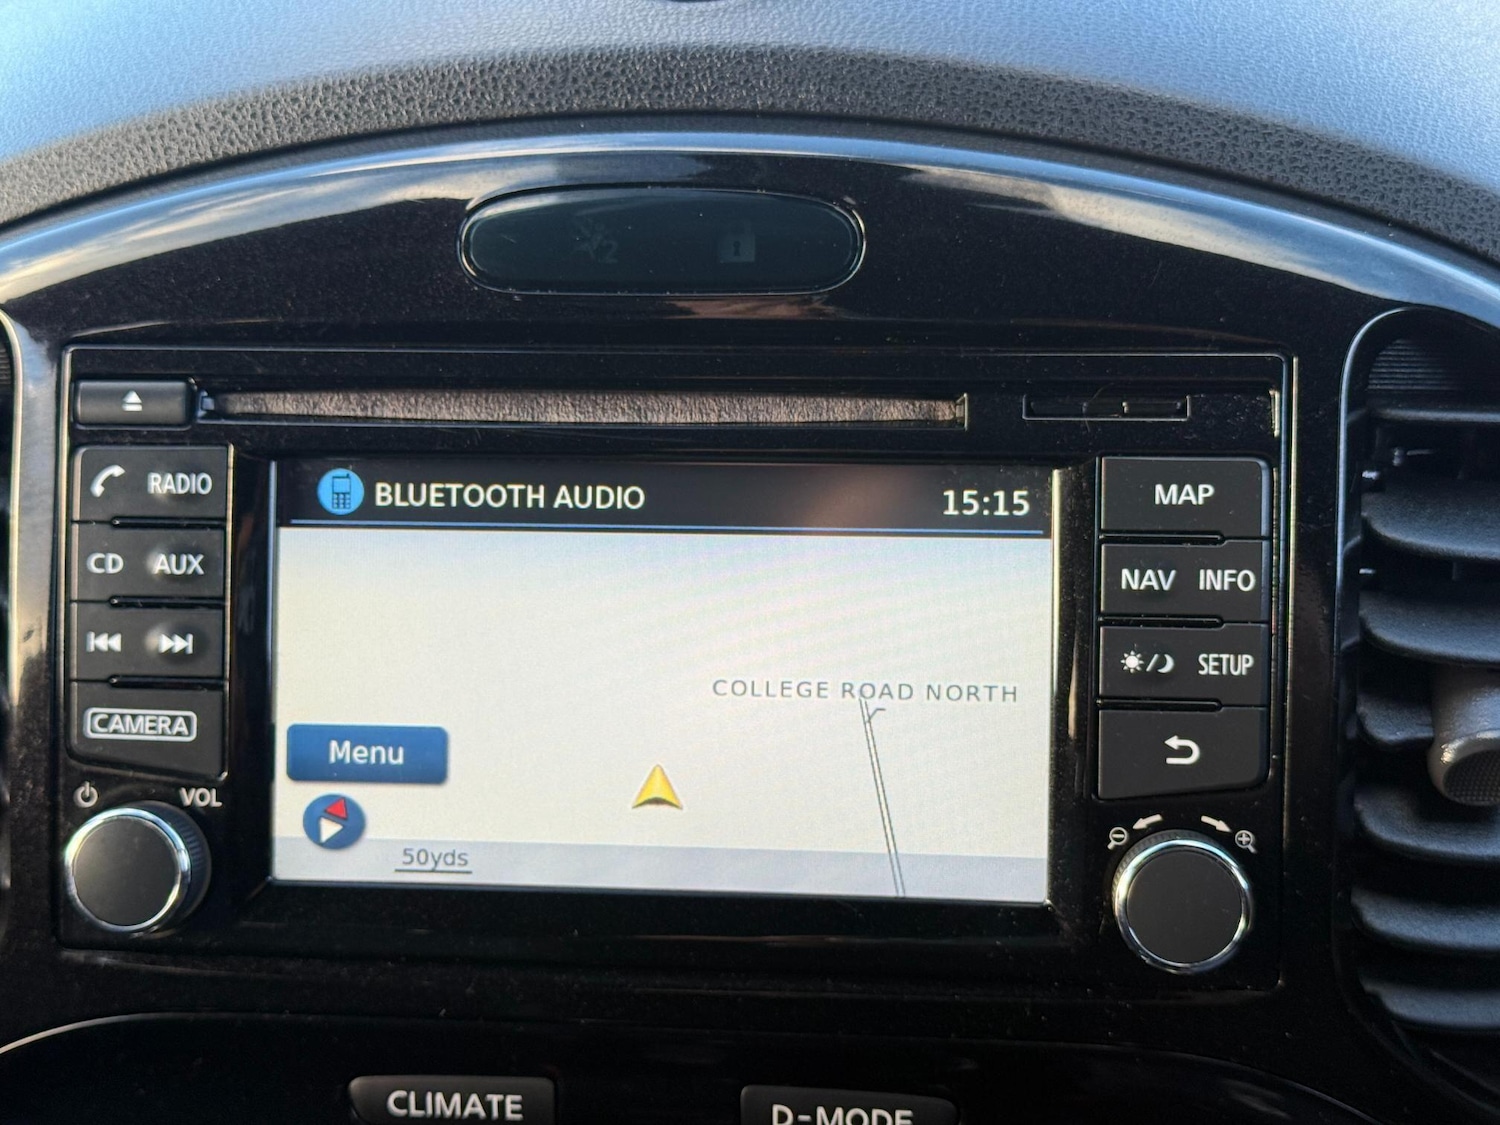 2
RADIO
CD AUX
CAMERA
VOL
BLUETOOTH AUDIO 15:15
COLLEGE ROAD NORTH
Menu
50yds
MAP
NAV INFO
SETUP
CLIMATE
D-MODE